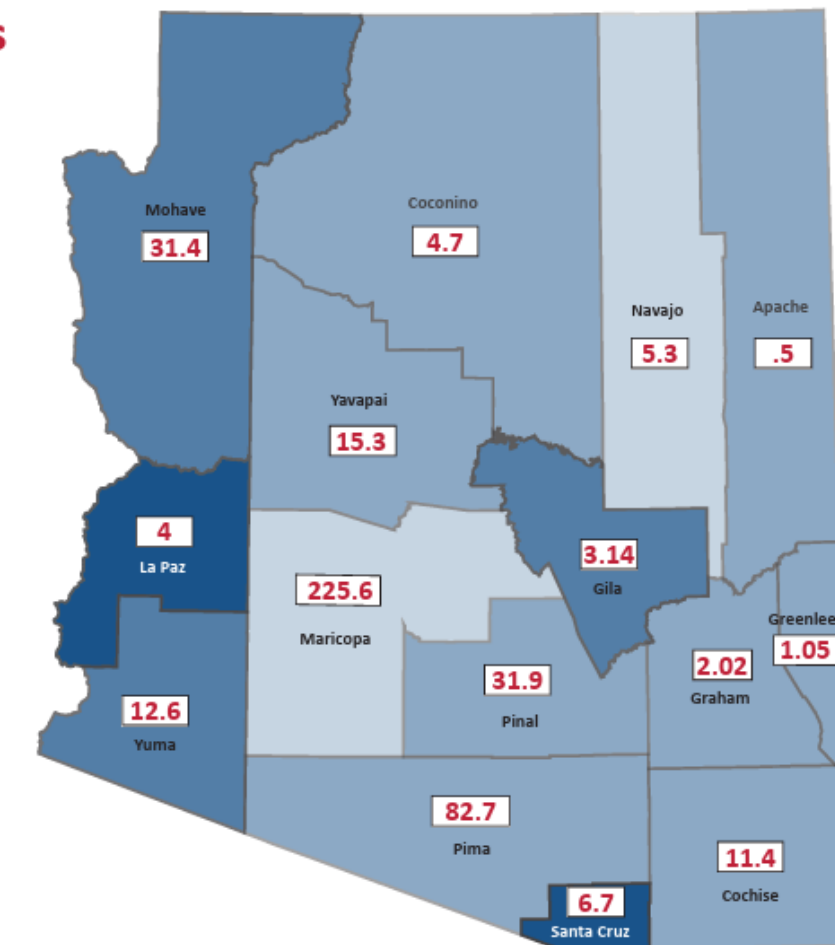 s
Mohave
31.4
Coconino
4.7
Navajo
5.3
Apache
.5
Yavapai
15.3
4
La Paz
3.14
Gila
225.6
Maricopa
Greenlee
1.05
2.02
Graham
31.9
Pinal
12.6
Yuma
82.7
Pima
11.4
Cochise
6.7
Santa Cruz